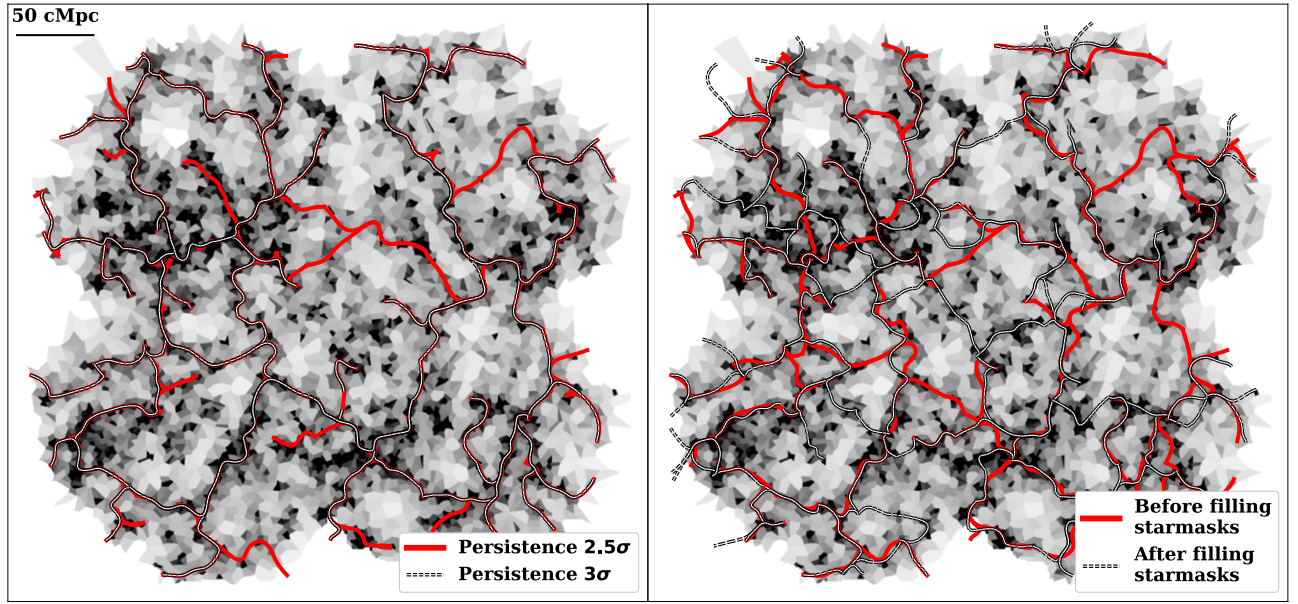 50 cMpc
Persistence 2.5σ
Persistence 3σ
Before filling
starmasks
After filling
starmasks